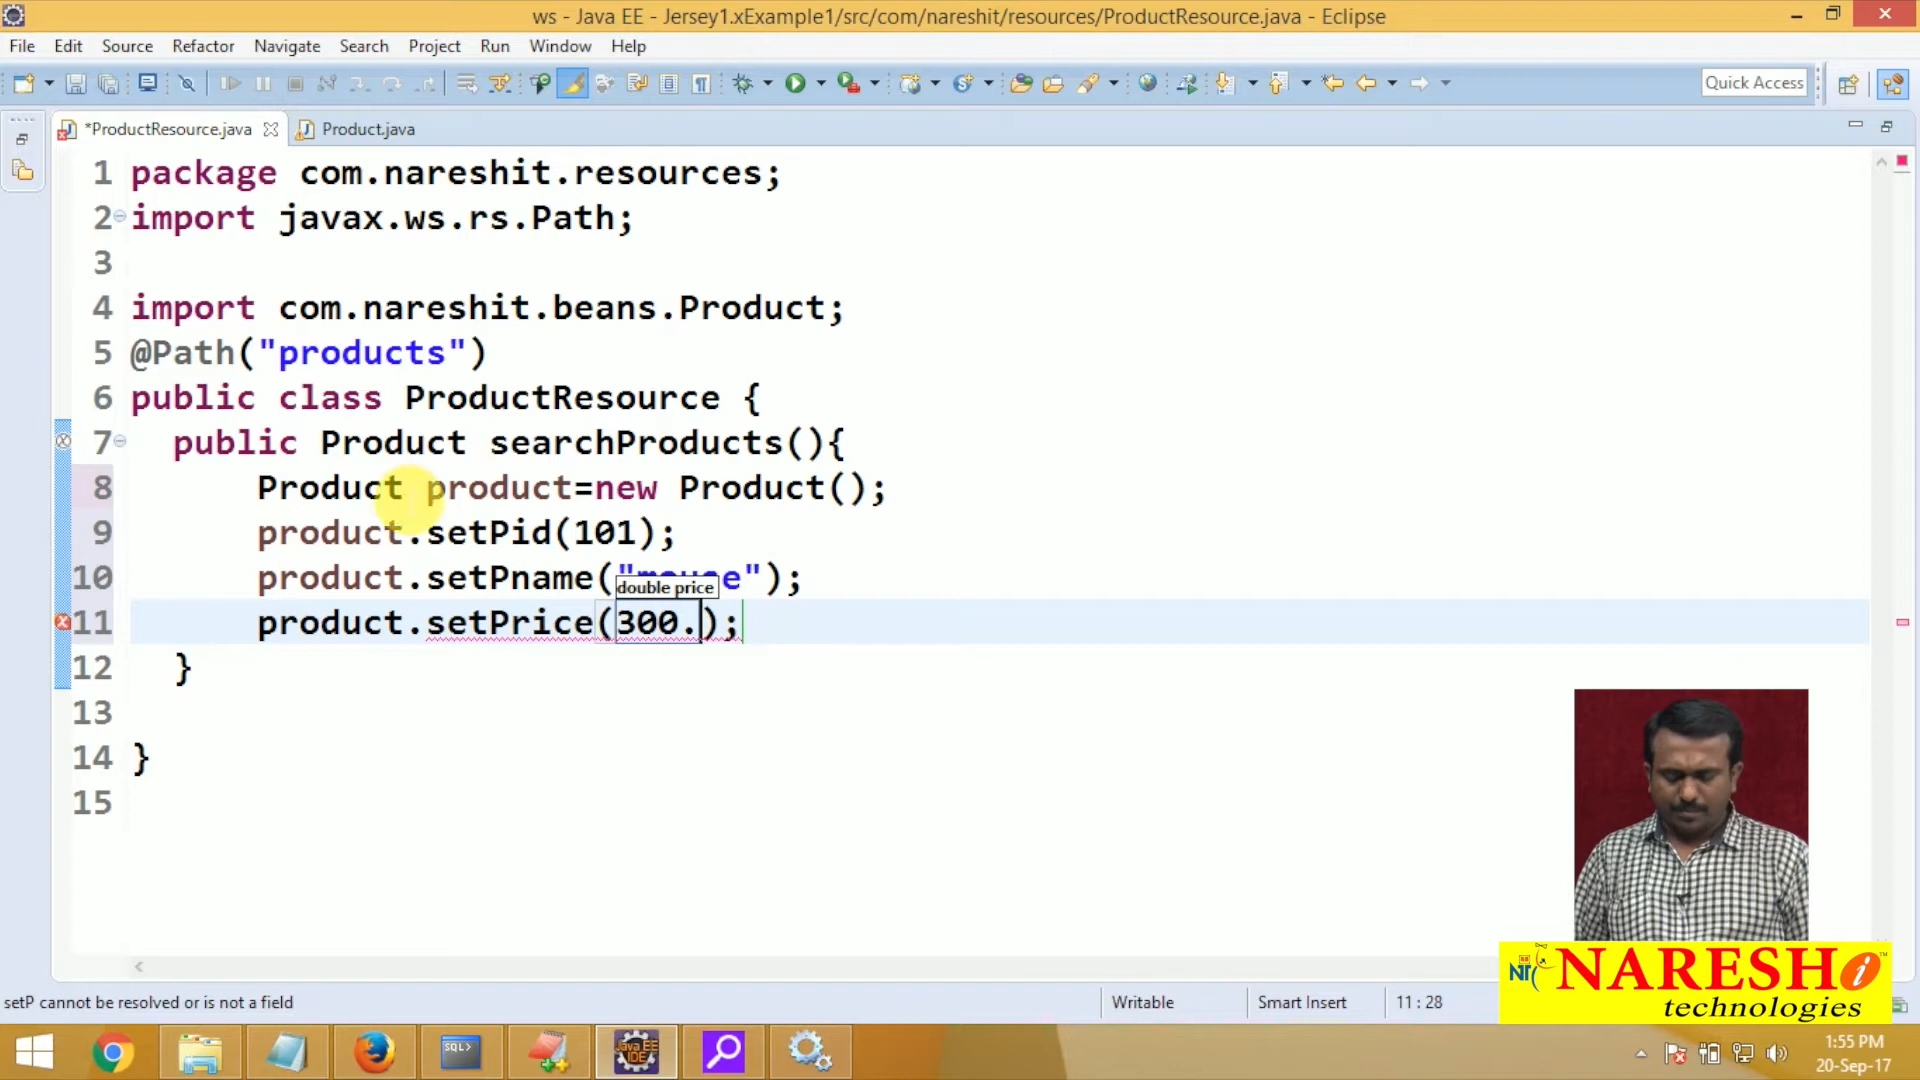 ws - Java EE - Jersey1.xExample1/src/com/nareshit/resources/ProductResource.java - Eclipse
File Edit Source Refactor Navigate Search Project Run Window Help
Quick Access
*ProductResource.java Product.java
1 package com.nareshit.resources;
2 import javax.ws.rs.Path;
3
4 import com.nareshit.beans.Product;
5 @Path("products")
6 public class ProductResource {
7 public Product searchProducts(){
8 Product product=new Product();
9 product.setPid(101);
10 product.setPname("mouse");
double price
11 product.setPrice(300.);
12 }
13
14 }
15
setP cannot be resolved or is not a field
Writable
Smart Insert
11 : 28
NARESH i
technologies
SQL>
Java EE
IDE
1:55 PM
20-Sep-17